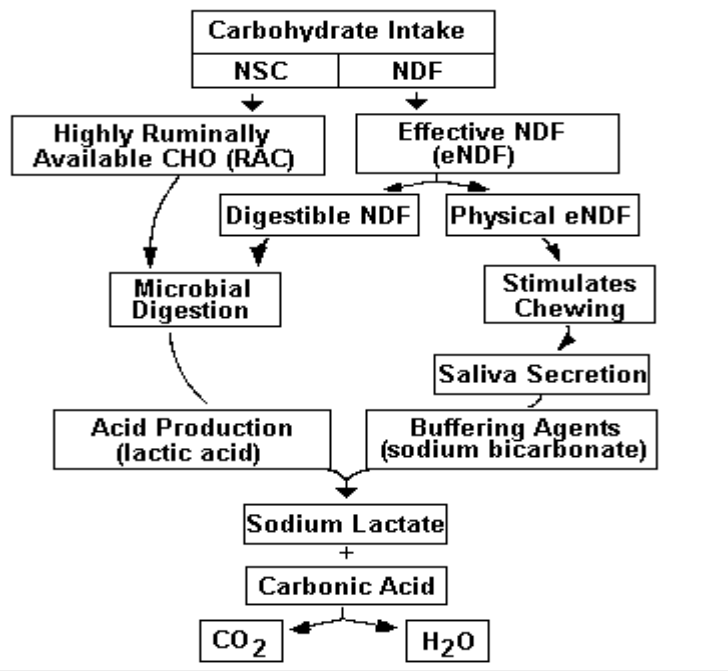 Carbohydrate Intake
NSC
NDF
Highly Ruminally
Available CHO (RAC)
Effective NDF
(eNDF)
Digestible NDF
Physical eNDF
Microbial
Digestion
Stimulates
Chewing
Saliva Secretion
Acid Production
(lactic acid)
Buffering Agents
(sodium bicarbonate)
Sodium Lactate
+
Carbonic Acid
CO2
H2O